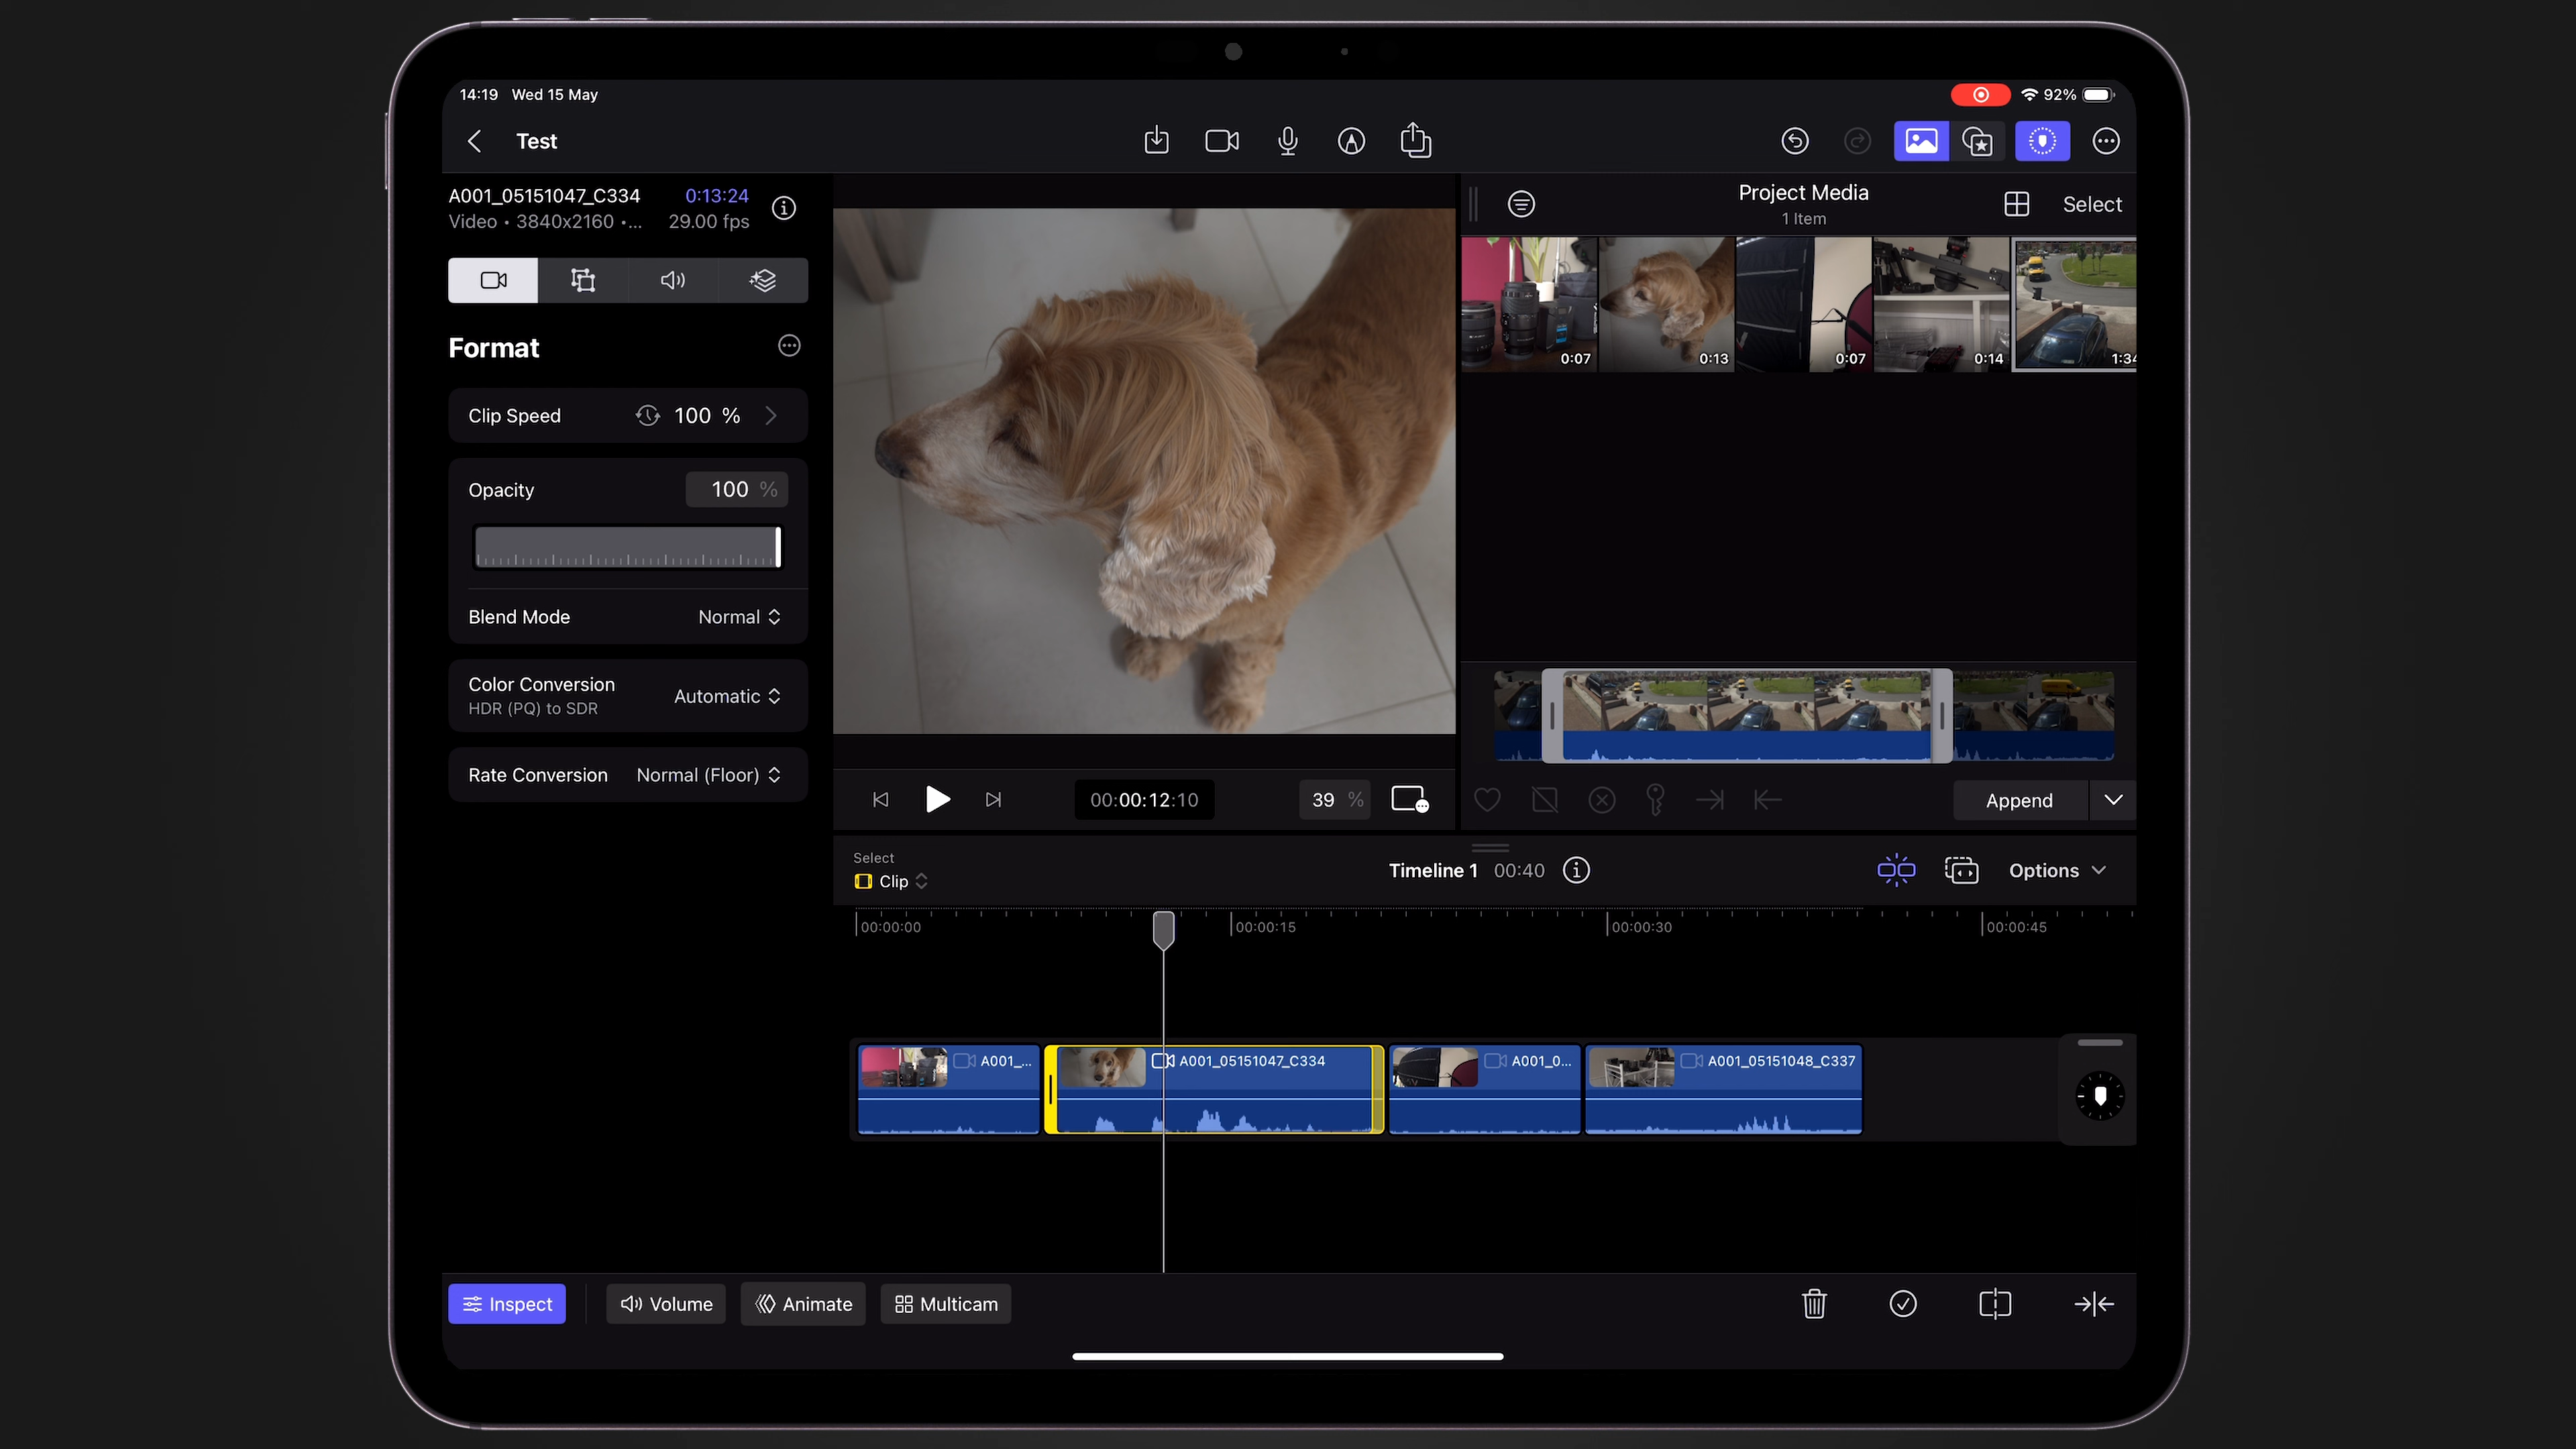 14:19 Wed 15 May
92%
Test
A001_05151047_C334 0:13:24
Video • 3840x2160 •... 29.00 fps
Format
Clip Speed 100 %
Opacity 100 %
Blend Mode Normal
Color Conversion Automatic
HDR (PQ) to SDR
Rate Conversion Normal (Floor)
00:00:12:10 39 %
Project Media
1 Item
Select
0:07 0:13 0:07 0:14 1:34
Append
Select
Clip
Timeline 1 00:40
Options
00:00:00 00:00:15 00:00:30 00:00:45
A001_... A001_05151047_C334 A001_0... A001_05151048_C337
Inspect Volume Animate Multicam